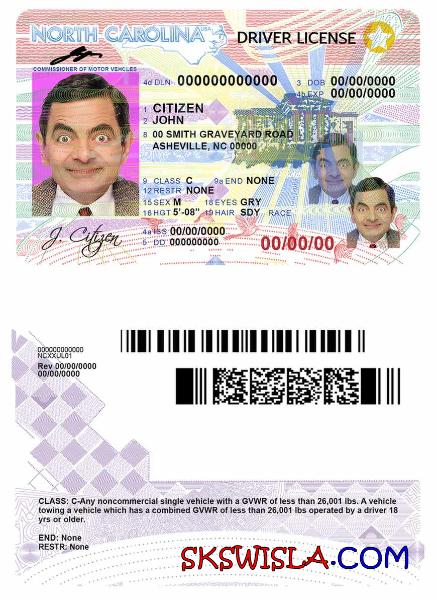 NORTH CAROLINA USA DRIVER LICENSE
COMMISSIONER OF MOTOR VEHICLES
4d DLN 000000000000 3 DOB 00/00/0000
4b EXP 00/00/0000
1 CITIZEN
2 JOHN
8 00 SMITH GRAVEYARD ROAD
ASHEVILLE, NC 00000
9 CLASS C 9a END NONE
12 RESTR NONE
15 SEX M 18 EYES GRY
16 HGT 5'-08" 19 HAIR SDY RACE
J. Citizen
4a ISS 00/00/0000
5 DD 0000000000
00/00/00
000000000000
NCXXUL01
Rev 00/00/0000
00/00/0000
CLASS: C-Any noncommercial single vehicle with a GVWR of less than 26,001 lbs. A vehicle
towing a vehicle which has a combined GVWR of less than 26,001 lbs operated by a driver 18
yrs or older.
END: None
RESTR: None
SKSWISLA.COM